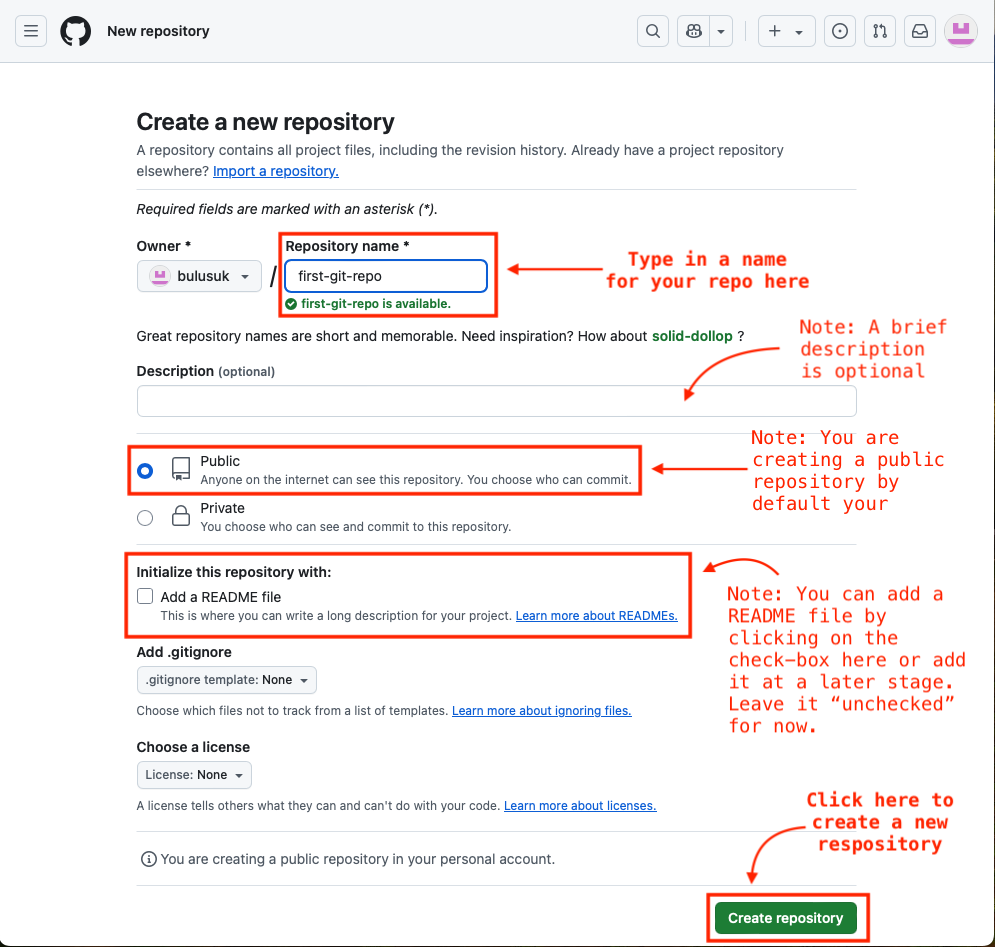 New repository
Create a new repository
A repository contains all project files, including the revision history. Already have a project repository
elsewhere? Import a repository.
Required fields are marked with an asterisk (*).
Owner *
Repository name *
bulusuk
/
first-git-repo
first-git-repo is available.
Type in a name
for your repo here
Great repository names are short and memorable. Need inspiration? How about solid-dollop ?
Note: A brief
description
is optional
Description (optional)
Public
Anyone on the internet can see this repository. You choose who can commit.
Note: You are
creating a public
repository by
default your
Private
You choose who can see and commit to this repository.
Initialize this repository with:
Add a README file
This is where you can write a long description for your project. Learn more about READMEs.
Note: You can add a
README file by
clicking on the
check-box here or add
it at a later stage.
Leave it “unchecked”
for now.
Add .gitignore
.gitignore template: None
Choose which files not to track from a list of templates. Learn more about ignoring files.
Choose a license
License: None
A license tells others what they can and can't do with your code. Learn more about licenses.
Click here to
create a new
respository
You are creating a public repository in your personal account.
Create repository